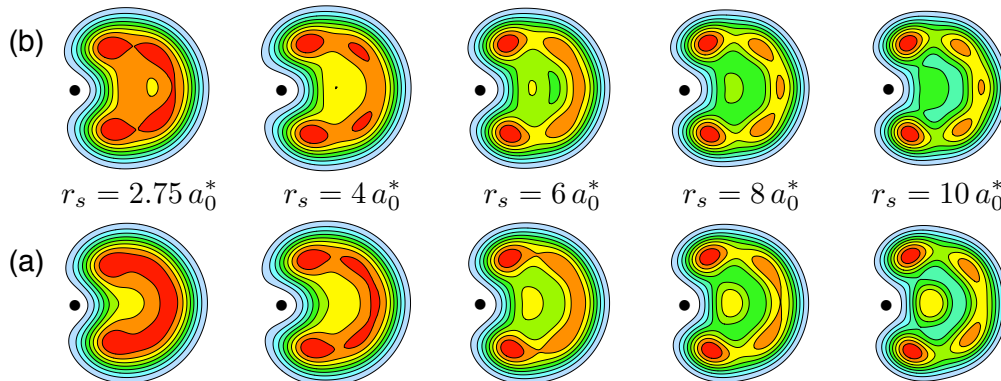 (b)
r_s = 2.75 a_0^* r_s = 4 a_0^* r_s = 6 a_0^* r_s = 8 a_0^* r_s = 10 a_0^*
(a)